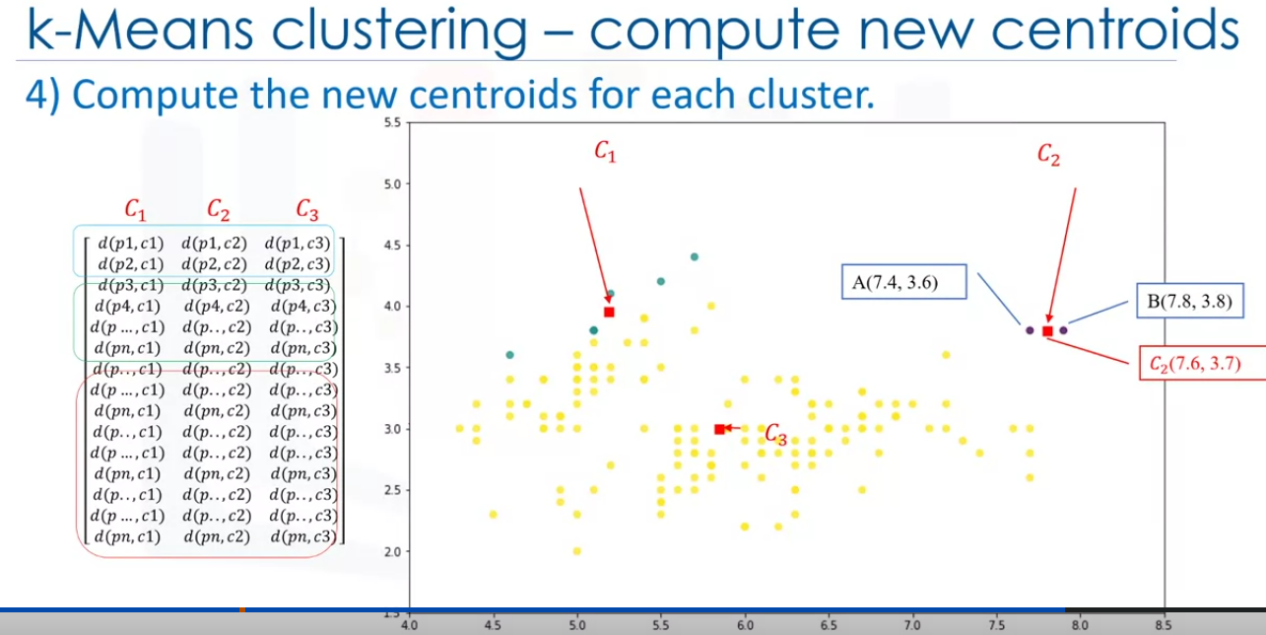 k-Means clustering – compute new centroids
4) Compute the new centroids for each cluster.
C₁ C₂ C₃
d(p1,c1) d(p1,c2) d(p1,c3)
d(p2,c1) d(p2,c2) d(p2,c3)
d(p3,c1) d(p3,c2) d(p3,c3)
d(p4,c1) d(p4,c2) d(p4,c3)
d(p ...,c1) d(p..,c2) d(p..,c3)
d(pn,c1) d(pn,c2) d(pn,c3)
d(p..,c1) d(p..,c2) d(p..,c3)
d(p ...,c1) d(p..,c2) d(p..,c3)
d(pn,c1) d(pn,c2) d(pn,c3)
d(p..,c1) d(p..,c2) d(p..,c3)
d(p ...,c1) d(p..,c2) d(p..,c3)
d(pn,c1) d(pn,c2) d(pn,c3)
d(p..,c1) d(p..,c2) d(p..,c3)
d(p ...,c1) d(p..,c2) d(p..,c3)
d(pn,c1) d(pn,c2) d(pn,c3)
5.5
5.0
4.5
4.0
3.5
3.0
2.5
2.0
1.5
C₁
C₂
A(7.4, 3.6)
B(7.8, 3.8)
C₂(7.6, 3.7)
C₃
4.0 4.5 5.0 5.5 6.0 6.5 7.0 7.5 8.0 8.5